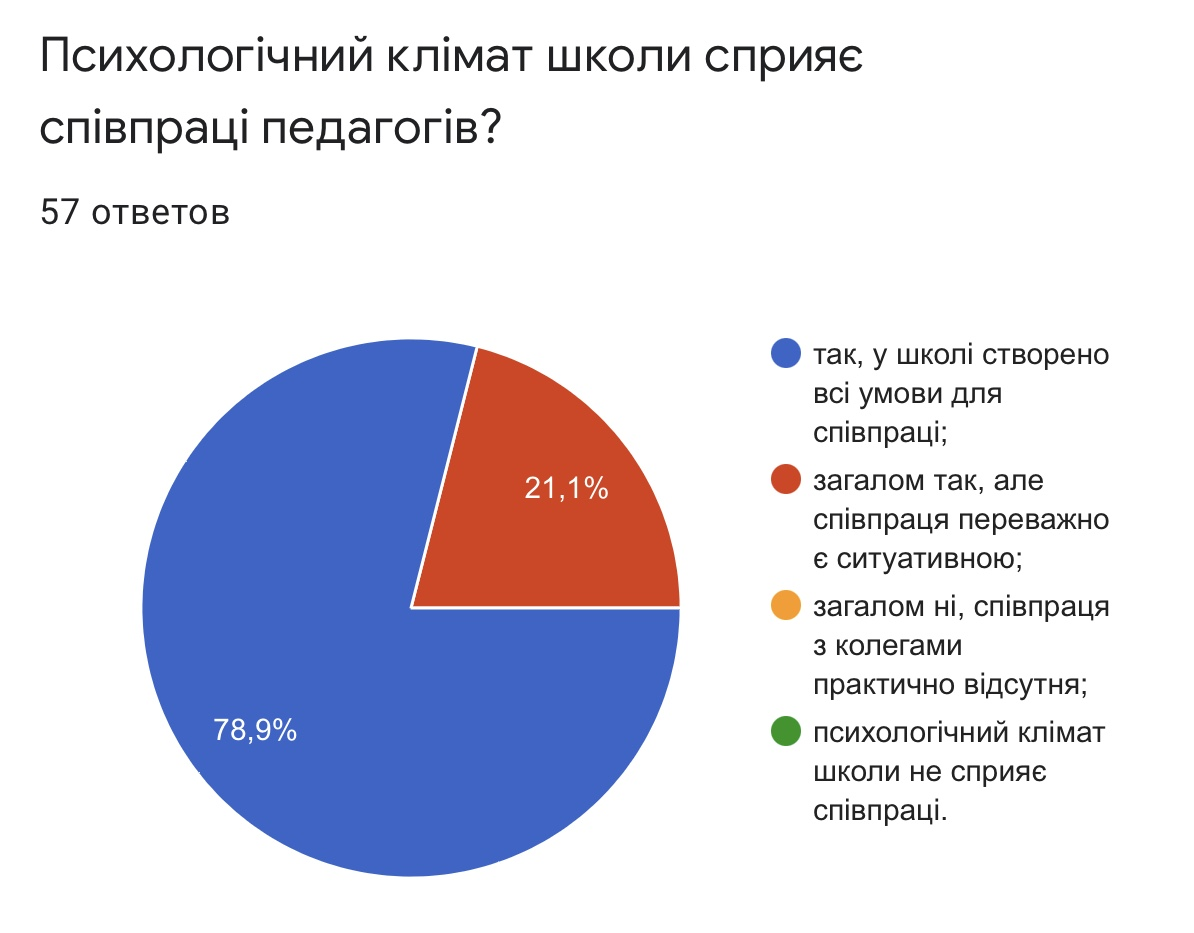 Психологічний клімат школи сприяє
співпраці педагогів?
57 ответов
21,1%
78,9%
так, у школі створено
всі умови для
співпраці;
загалом так, але
співпраця переважно
є ситуативною;
загалом ні, співпраця
з колегами
практично відсутня;
психологічний клімат
школи не сприяє
співпраці.